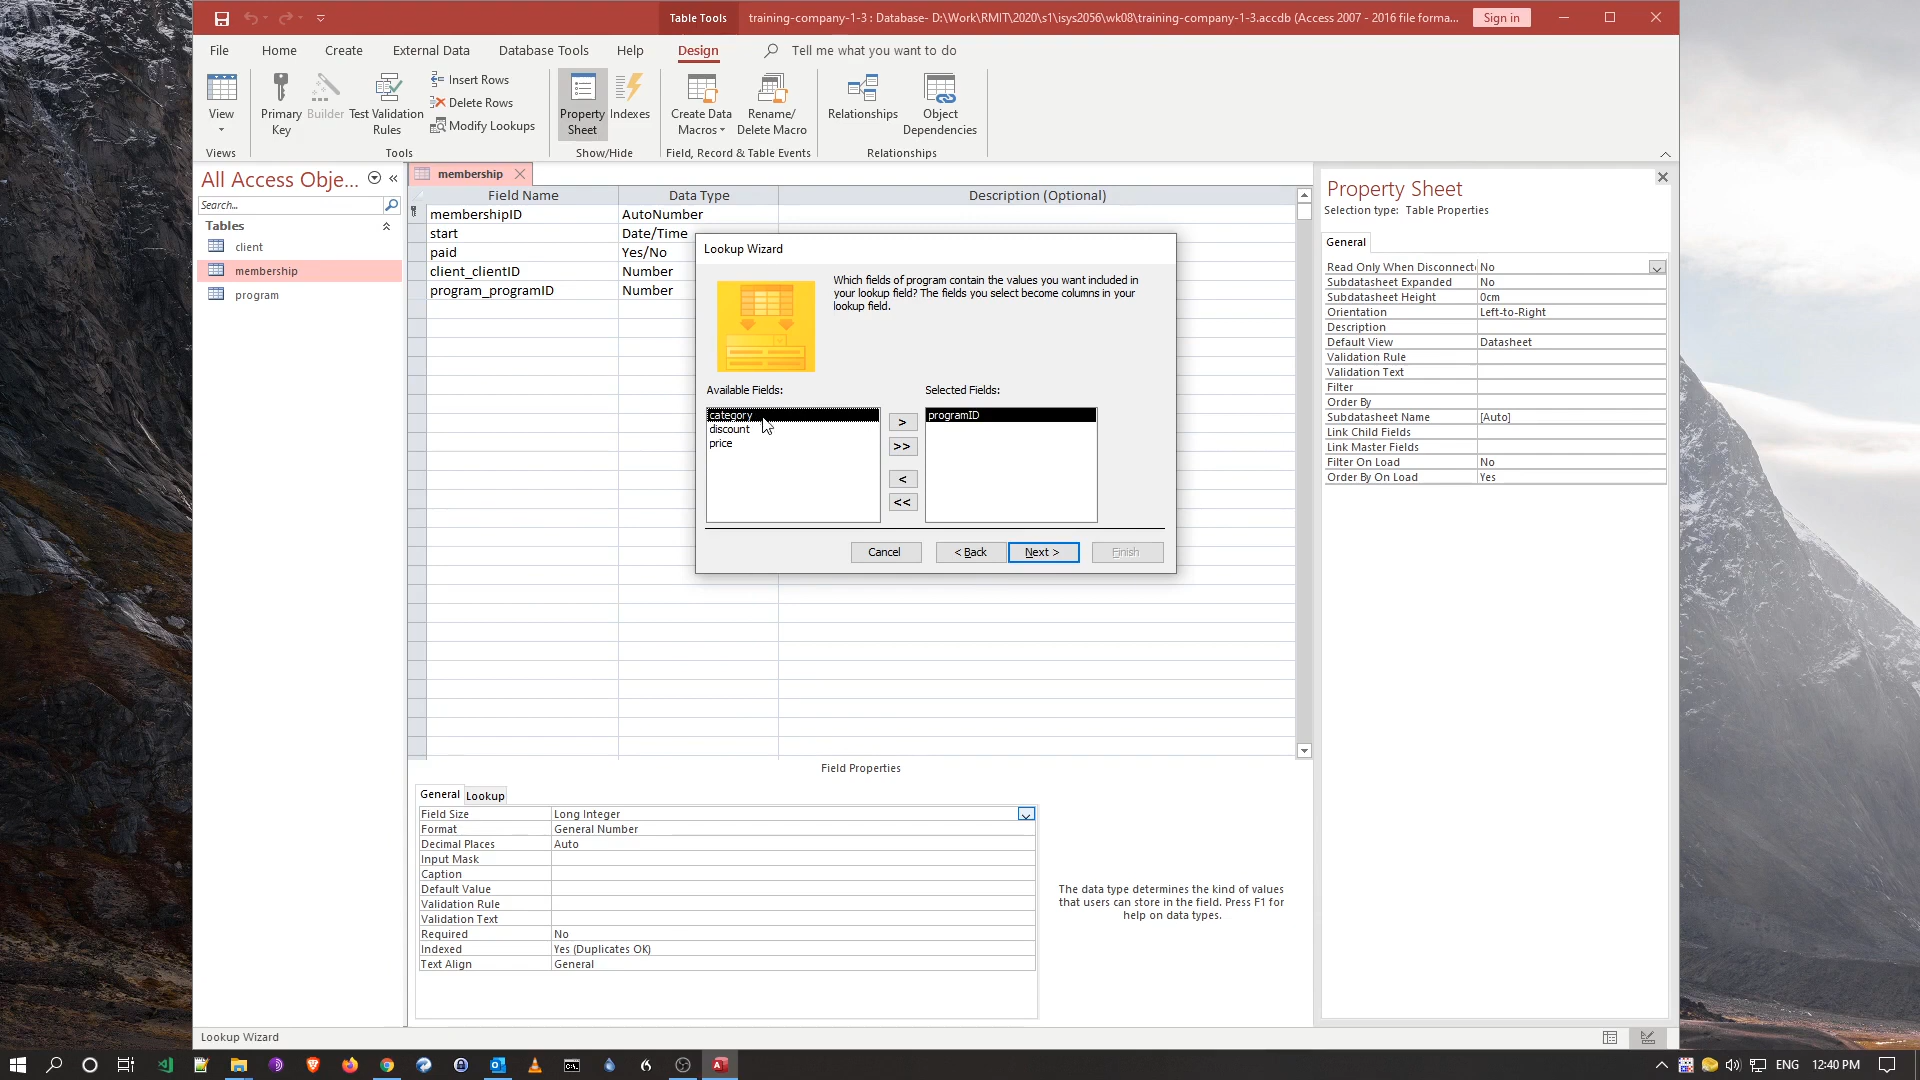 Table Tools
training-company-1-3 : Database- D:\Work\RMIT\2020\s1\isys2056\wk08\training-company-1-3.accdb (Access 2007 - 2016 file forma...
Sign in
File
Home
Create
External Data
Database Tools
Help
Design
Tell me what you want to do
View
Primary
Key
Builder
Test Validation
Rules
Insert Rows
Delete Rows
Modify Lookups
Property
Sheet
Indexes
Create Data
Macros
Rename/
Delete Macro
Relationships
Object
Dependencies
Views
Tools
Show/Hide
Field, Record & Table Events
Relationships
All Access Obje...
Search...
Tables
client
membership
program
membership
Field Name
Data Type
Description (Optional)
membershipID
AutoNumber
start
Date/Time
paid
Yes/No
client_clientID
Number
program_programID
Number
Lookup Wizard
Which fields of program contain the values you want included in
your lookup field? The fields you select become columns in your
lookup field.
Available Fields:
Selected Fields:
category
discount
price
>
>>
<
<<
programID
Cancel
< Back
Next >
Finish
Property Sheet
Selection type: Table Properties
General
Read Only When Disconnect No
Subdatasheet Expanded No
Subdatasheet Height 0cm
Orientation Left-to-Right
Description
Default View Datasheet
Validation Rule
Validation Text
Filter
Order By
Subdatasheet Name [Auto]
Link Child Fields
Link Master Fields
Filter On Load No
Order By On Load Yes
Field Properties
General
Lookup
Field Size Long Integer
Format General Number
Decimal Places Auto
Input Mask
Caption
Default Value
Validation Rule
Validation Text
Required No
Indexed Yes (Duplicates OK)
Text Align General
The data type determines the kind of values
that users can store in the field. Press F1 for
help on data types.
Lookup Wizard
ENG
12:40 PM